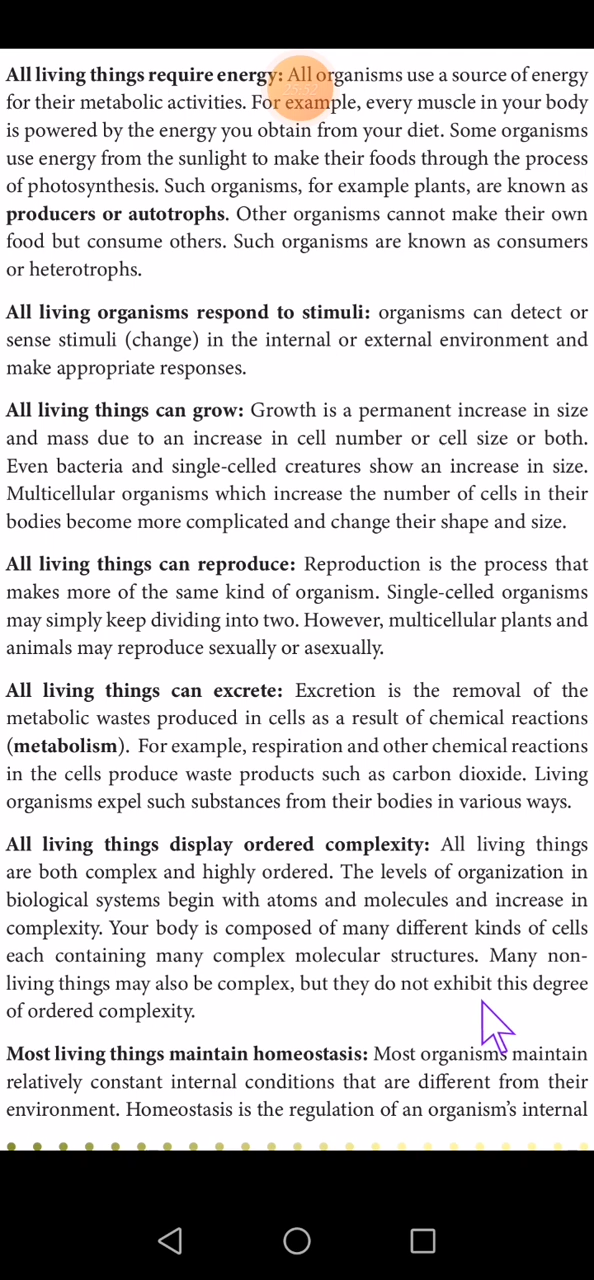 All living things require energy: All organisms use a source of energy
for their metabolic activities. For example, every muscle in your body
is powered by the energy you obtain from your diet. Some organisms
use energy from the sunlight to make their foods through the process
of photosynthesis. Such organisms, for example plants, are known as
producers or autotrophs. Other organisms cannot make their own
food but consume others. Such organisms are known as consumers
or heterotrophs.
All living organisms respond to stimuli: organisms can detect or
sense stimuli (change) in the internal or external environment and
make appropriate responses.
All living things can grow: Growth is a permanent increase in size
and mass due to an increase in cell number or cell size or both.
Even bacteria and single-celled creatures show an increase in size.
Multicellular organisms which increase the number of cells in their
bodies become more complicated and change their shape and size.
All living things can reproduce: Reproduction is the process that
makes more of the same kind of organism. Single-celled organisms
may simply keep dividing into two. However, multicellular plants and
animals may reproduce sexually or asexually.
All living things can excrete: Excretion is the removal of the
metabolic wastes produced in cells as a result of chemical reactions
(metabolism). For example, respiration and other chemical reactions
in the cells produce waste products such as carbon dioxide. Living
organisms expel such substances from their bodies in various ways.
All living things display ordered complexity: All living things
are both complex and highly ordered. The levels of organization in
biological systems begin with atoms and molecules and increase in
complexity. Your body is composed of many different kinds of cells
each containing many complex molecular structures. Many non-
living things may also be complex, but they do not exhibit this degree
of ordered complexity.
Most living things maintain homeostasis: Most organisms maintain
relatively constant internal conditions that are different from their
environment. Homeostasis is the regulation of an organism's internal